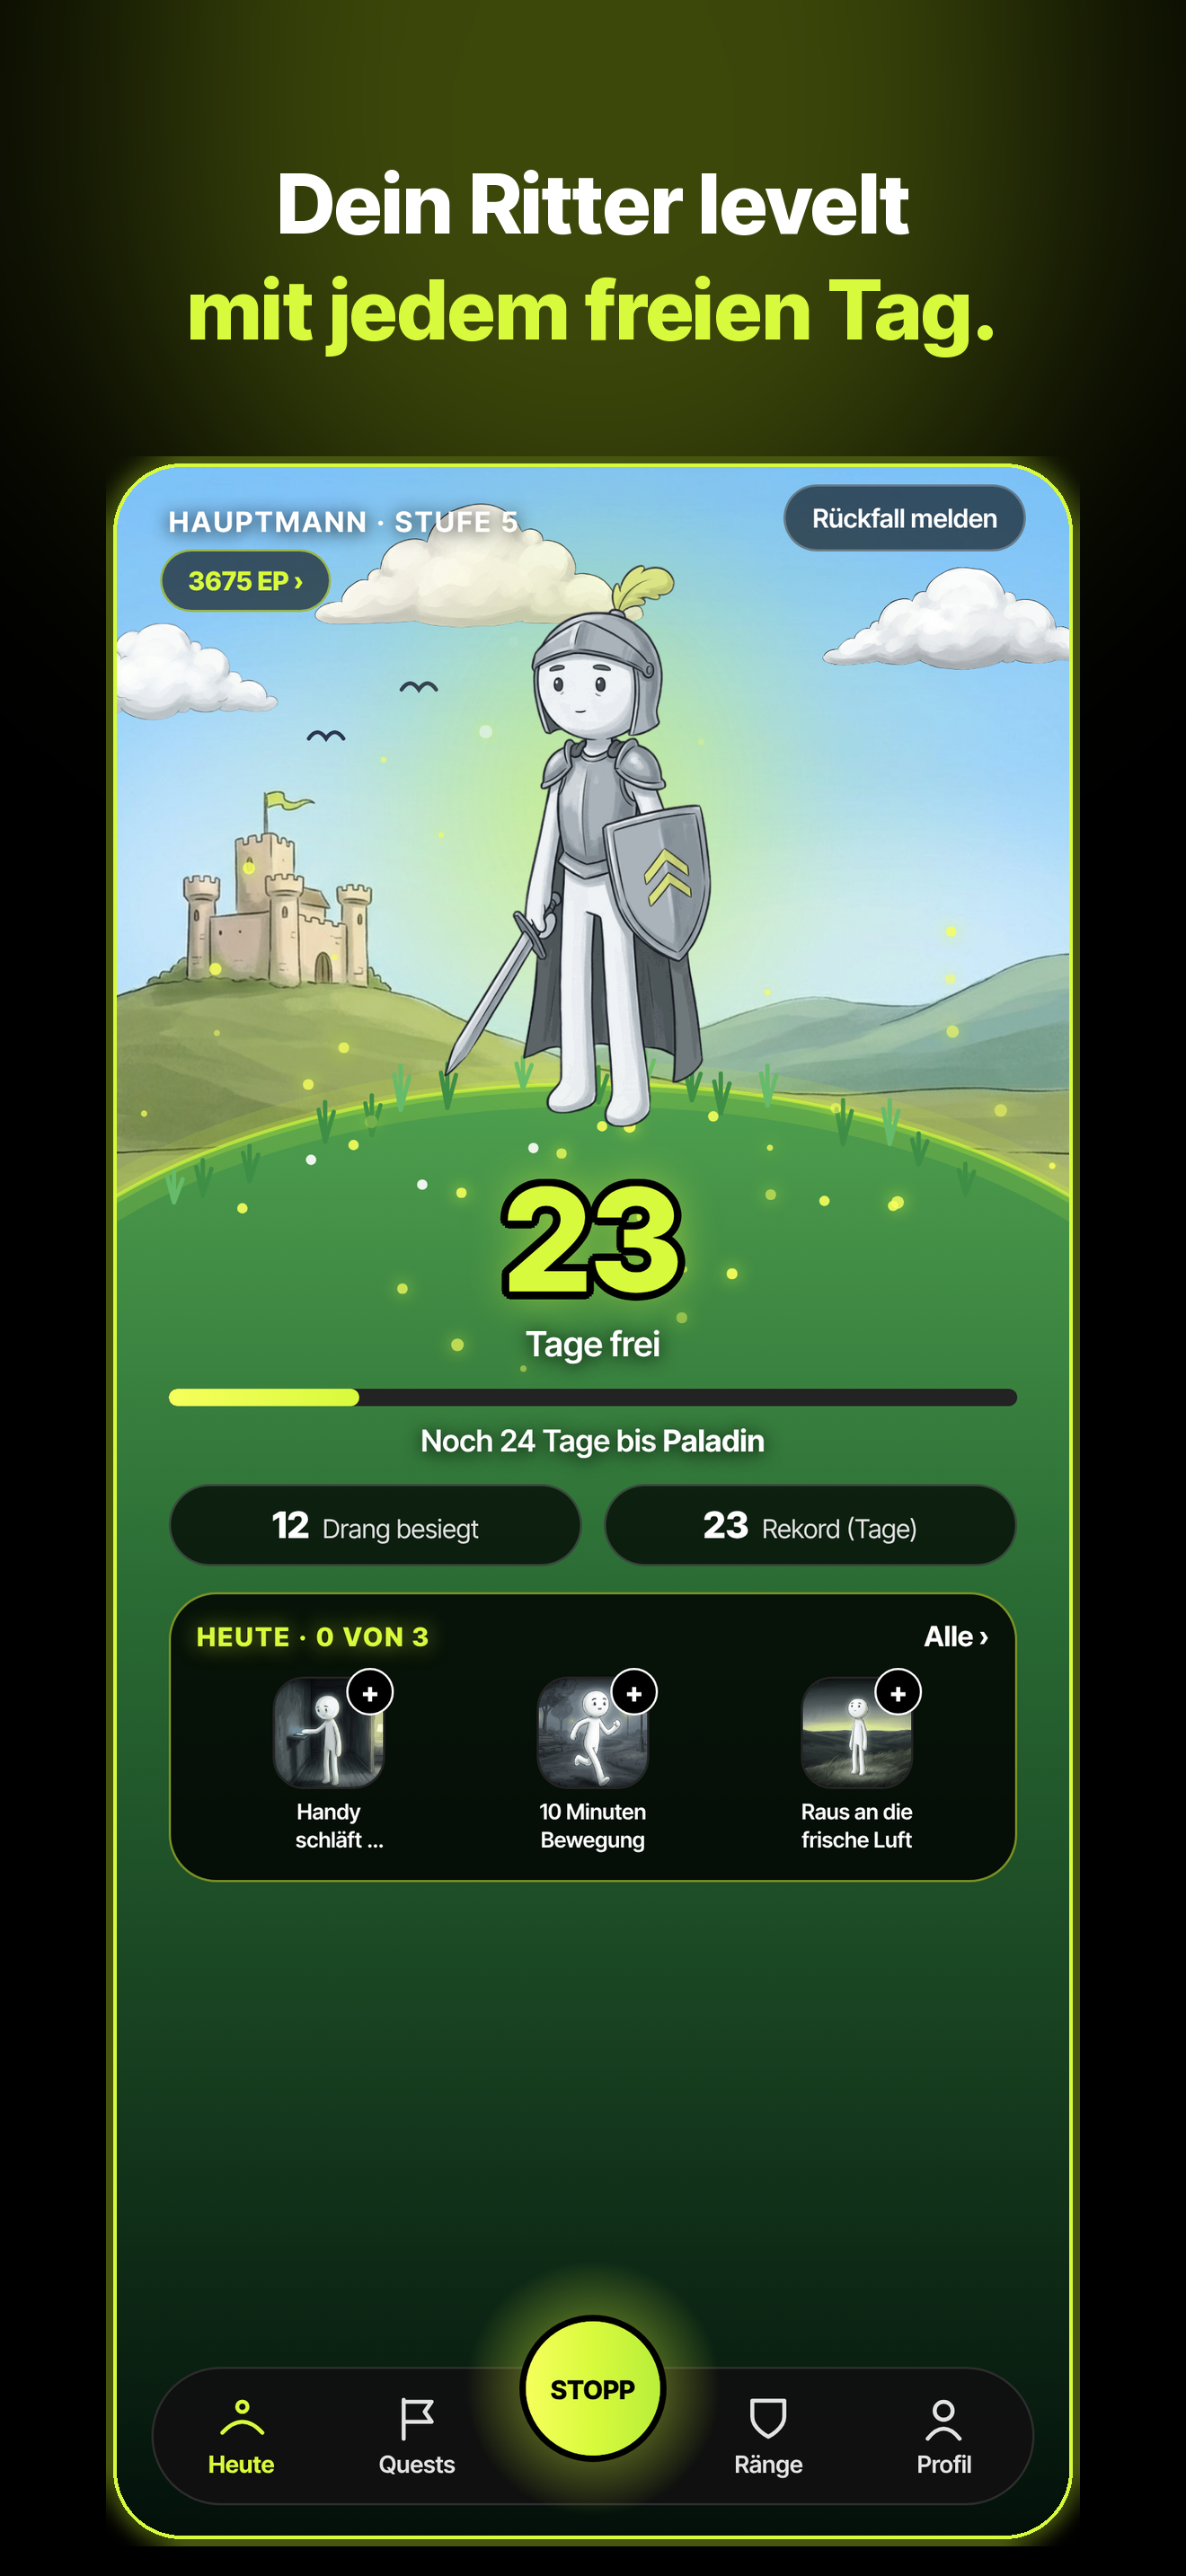 Dein Ritter levelt
mit jedem freien Tag.
HAUPTMANN · STUFE 5
Rückfall melden
3675 EP ›
23
Tage frei
Noch 24 Tage bis Paladin
12 Drang besiegt
23 Rekord (Tage)
HEUTE · 0 VON 3
Alle ›
+
+
+
Handy
schläft ...
10 Minuten
Bewegung
Raus an die
frische Luft
STOPP
Heute
Quests
Ränge
Profil